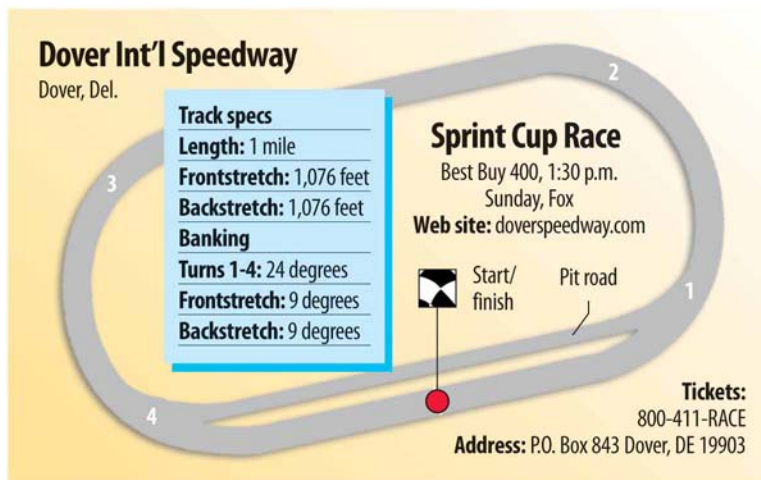 Dover Int'l Speedway
Dover, Del.
2
Track specs
Length: 1 mile
Frontstretch: 1,076 feet
Backstretch: 1,076 feet
Banking
Turns 1-4: 24 degrees
Frontstretch: 9 degrees
Backstretch: 9 degrees
Sprint Cup Race
Best Buy 400, 1:30 p.m.
Sunday, Fox
Web site: doverspeedway.com
3
Start/
finish
Pit road
1
4
Tickets:
800-411-RACE
Address: P.O. Box 843 Dover, DE 19903